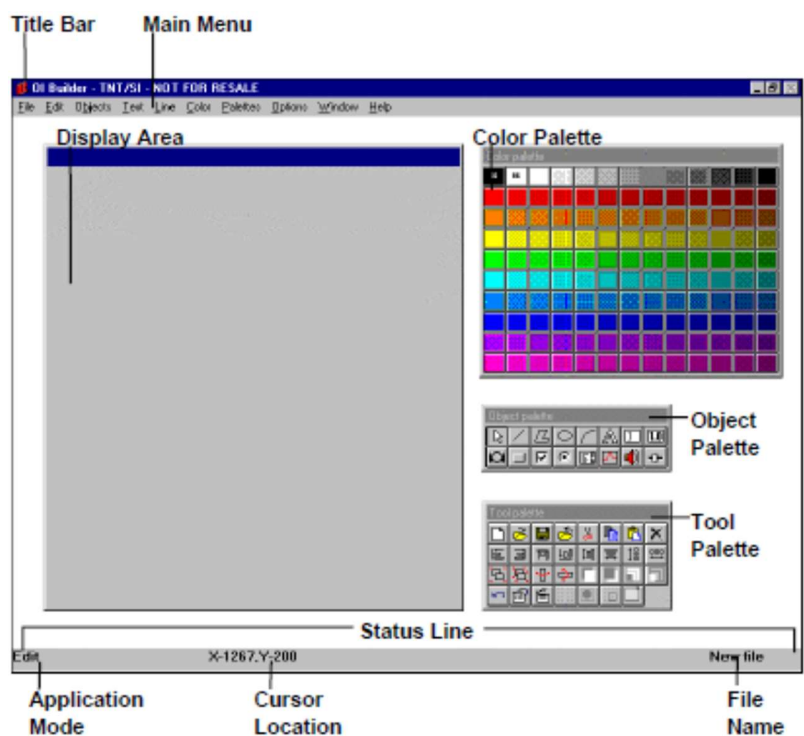 Title Bar
Main Menu
OI Builder - TNT/SI - NOT FOR RESALE
File Edit Objects Text Line Color Palettes Options Window Help
Display Area
Color Palette
Color palette
Object palette
Object
Palette
Tool palette
Tool
Palette
Status Line
Edit
X-1267,Y-200
New file
Application
Mode
Cursor
Location
File
Name